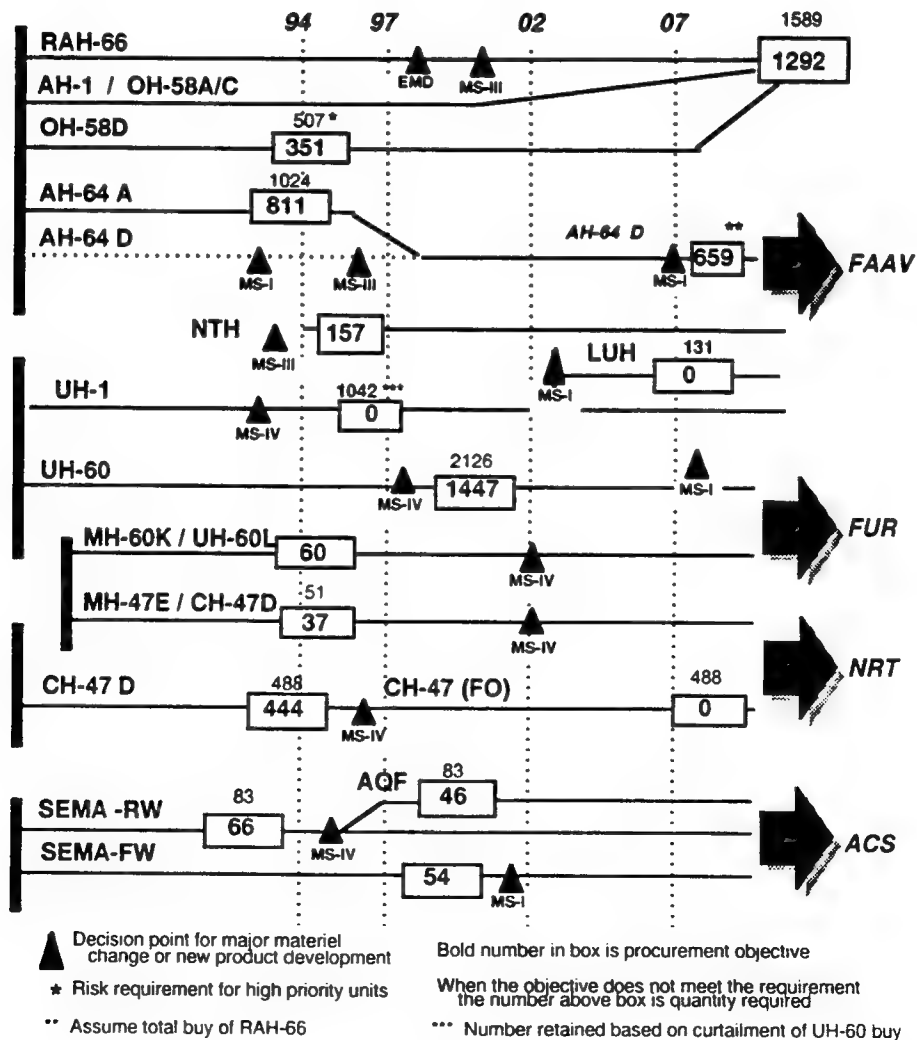 94 97 02 07 1589
RAH-66
1292
EMD MS-III
AH-1 / OH-58A/C
OH-58D
507 *
351
1024
AH-64 A
811
AH-64 D
AH-64 D
**
659
MS-I MS-III MS-I
FAAV
NTH
157
MS-III
LUH
131
0
MS-I
UH-1
1042 ***
0
MS-IV
UH-60
2126
1447
MS-IV MS-I
FUR
MH-60K / UH-60L
60
MS-IV
51
MH-47E / CH-47D
37
MS-IV
NRT
CH-47 D
488
444
CH-47 (FO)
488
0
MS-IV
AQF
83
46
SEMA -RW
83
66
MS-IV
ACS
SEMA-FW
54
MS-I
Decision point for major materiel
change or new product development
Bold number in box is procurement objective
* Risk requirement for high priority units
When the objective does not meet the requirement
the number above box is quantity required
** Assume total buy of RAH-66
*** Number retained based on curtailment of UH-60 buy